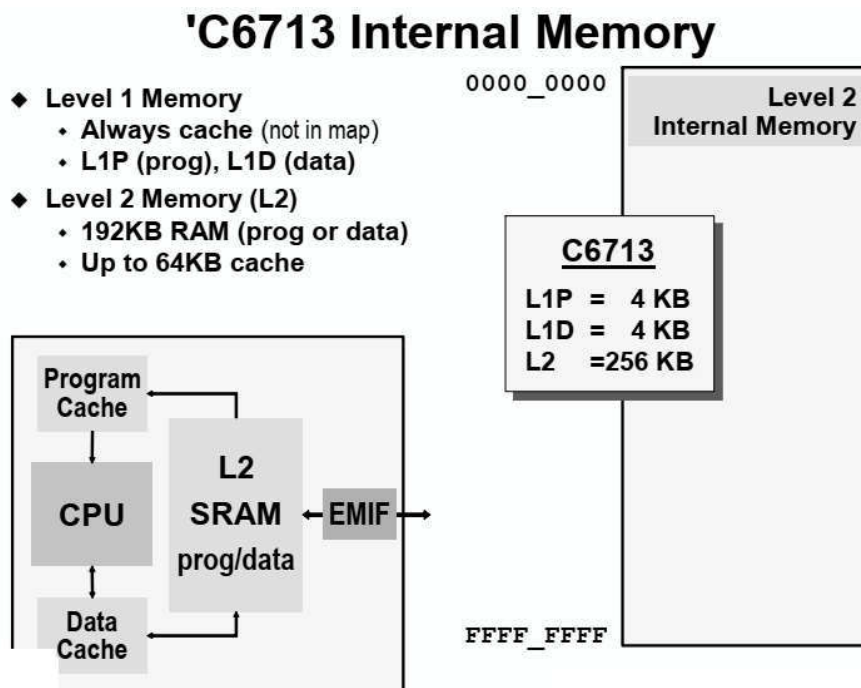 'C6713 Internal Memory
◆ Level 1 Memory
◆ Always cache (not in map)
◆ L1P (prog), L1D (data)
◆ Level 2 Memory (L2)
◆ 192KB RAM (prog or data)
◆ Up to 64KB cache
0000_0000
Level 2
Internal Memory
C6713
L1P = 4 KB
L1D = 4 KB
L2 =256 KB
Program
Cache
CPU
Data
Cache
L2
SRAM
prog/data
EMIF
FFFF_FFFF